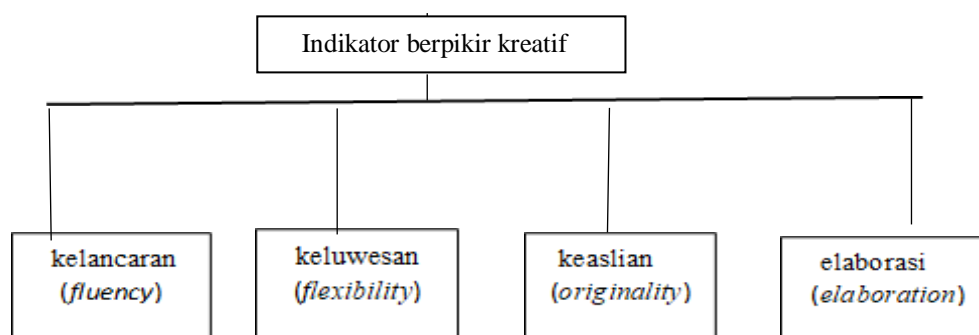 Indikator berpikir kreatif
kelancaran
(fluency)
keluwesan
(flexibility)
keaslian
(originality)
elaborasi
(elaboration)